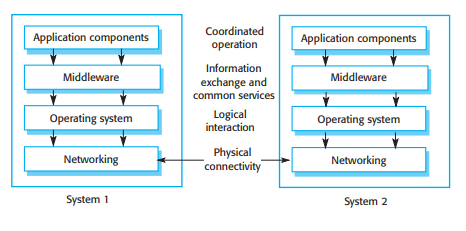 Application components
Middleware
Operating system
Networking
System 1
Coordinated
operation
Information
exchange and
common services
Logical
interaction
Physical
connectivity
Application components
Middleware
Operating system
Networking
System 2